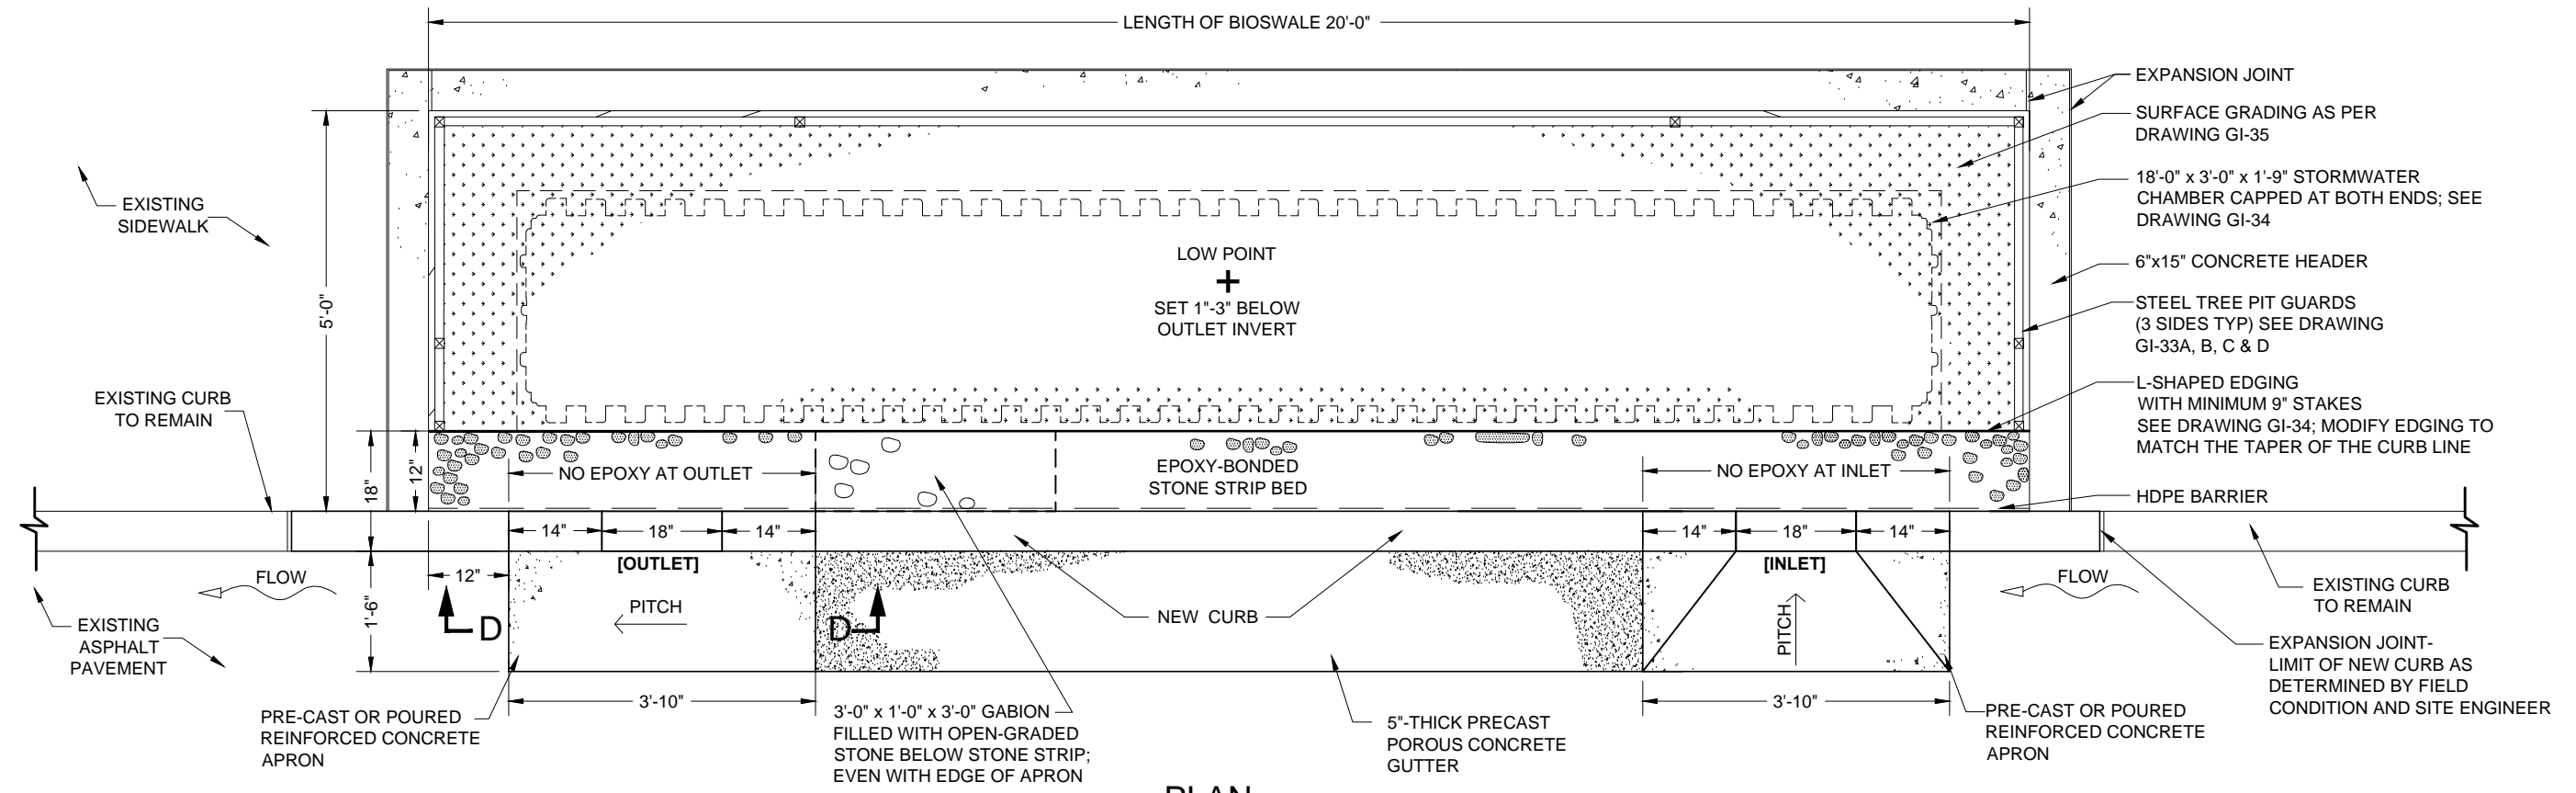 LENGTH OF BIOSWALE 20'-0"
EXPANSION JOINT
SURFACE GRADING AS PER
DRAWING GI-35
18'-0" x 3'-0" x 1'-9" STORMWATER
CHAMBER CAPPED AT BOTH ENDS; SEE
DRAWING GI-34
6"x15" CONCRETE HEADER
STEEL TREE PIT GUARDS
(3 SIDES TYP) SEE DRAWING
GI-33A, B, C & D
L-SHAPED EDGING
WITH MINIMUM 9" STAKES
SEE DRAWING GI-34; MODIFY EDGING TO
MATCH THE TAPER OF THE CURB LINE
HDPE BARRIER
EXISTING
SIDEWALK
5'-0"
LOW POINT
+
SET 1"-3" BELOW
OUTLET INVERT
EXISTING CURB
TO REMAIN
18"
12"
NO EPOXY AT OUTLET
EPOXY-BONDED
STONE STRIP BED
NO EPOXY AT INLET
14"
18"
14"
14"
18"
14"
[OUTLET]
[INLET]
FLOW
12"
1'-6"
PITCH
D
D
NEW CURB
PITCH
FLOW
EXISTING CURB
TO REMAIN
EXISTING
ASPHALT
PAVEMENT
EXPANSION JOINT-
LIMIT OF NEW CURB AS
DETERMINED BY FIELD
CONDITION AND SITE ENGINEER
3'-10"
3'-10"
PRE-CAST OR POURED
REINFORCED CONCRETE
APRON
3'-0" x 1'-0" x 3'-0" GABION
FILLED WITH OPEN-GRADED
STONE BELOW STONE STRIP;
EVEN WITH EDGE OF APRON
5"-THICK PRECAST
POROUS CONCRETE
GUTTER
PRE-CAST OR POURED
REINFORCED CONCRETE
APRON
PLAN